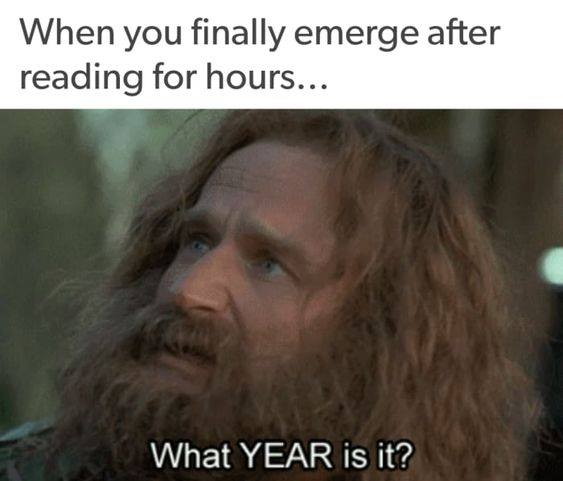 When you finally emerge after
reading for hours...
What YEAR is it?